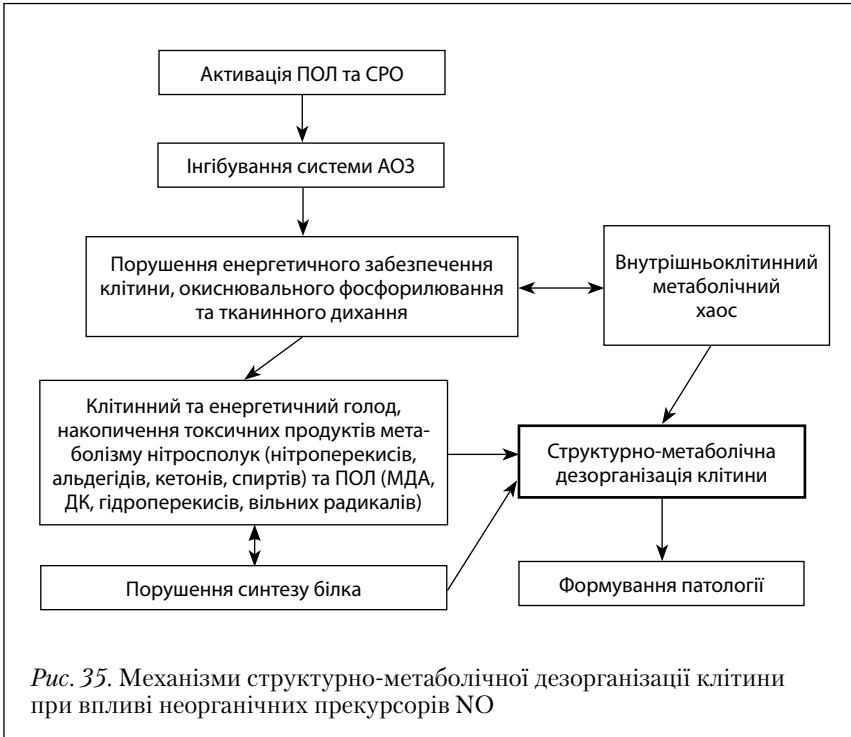 Активація ПОЛ та СРО
Інгібування системи АОЗ
Порушення енергетичного забезпечення
клітини, окиснювального фосфорилювання
та тканинного дихання
Внутрішньоклітинний
метаболічний
хаос
Клітинний та енергетичний голод,
накопичення токсичних продуктів мета-
болізму нітросполук (нітроперекисів,
альдегідів, кетонів, спиртів) та ПОЛ (МДА,
ДК, гідроперекисів, вільних радикалів)
Структурно-метаболічна
дезорганізація клітини
Порушення синтезу білка
Формування патології
Рис. 35. Механізми структурно-метаболічної дезорганізації клітини
при впливі неорганічних прекурсорів NO